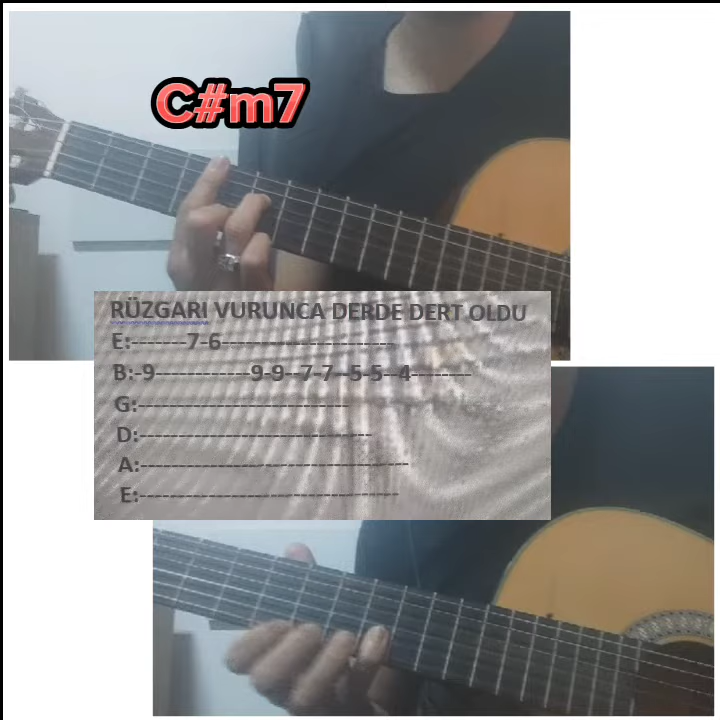 C#m7
RÜZGARI VURUNCA DERDE DERT OLDU
E:-------7-6----------------------
B:-9------------9-9--7-7--5-5--4--------
G:---------------------------
D:------------------------------
A:-----------------------------------
E:----------------------------------